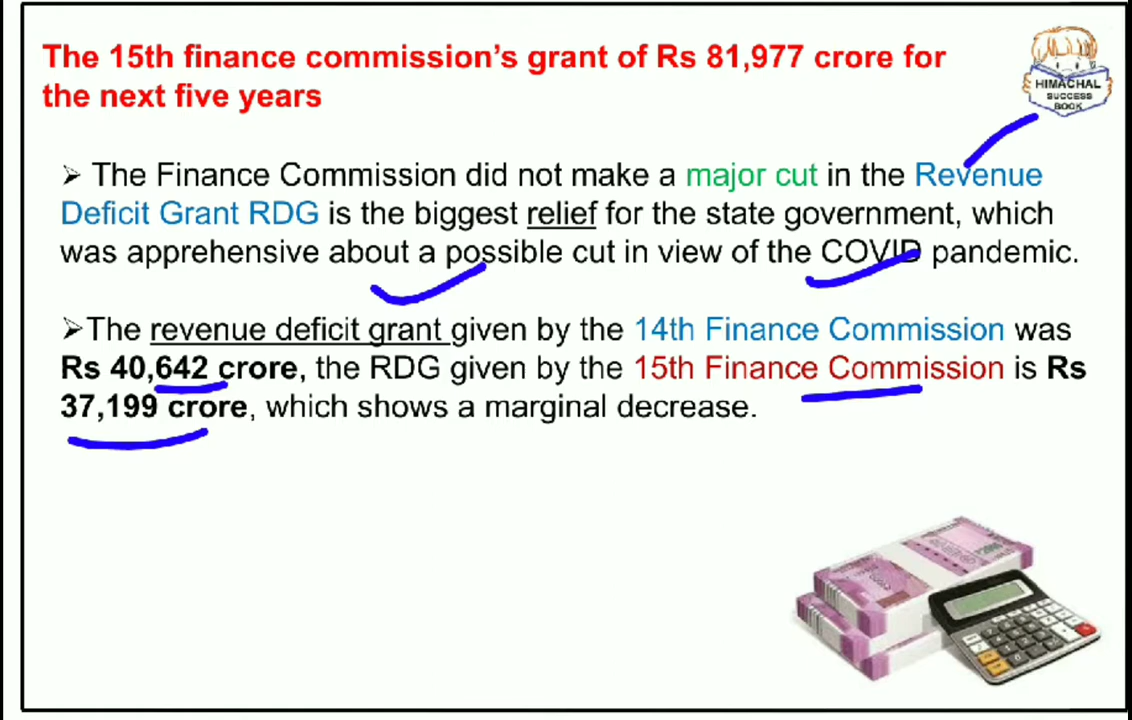 The 15th finance commission's grant of Rs 81,977 crore for
the next five years
HIMACHAL
SUCCESS
BOOK
➢ The Finance Commission did not make a major cut in the Revenue
Deficit Grant RDG is the biggest relief for the state government, which
was apprehensive about a possible cut in view of the COVID pandemic.
➢The revenue deficit grant given by the 14th Finance Commission was
Rs 40,642 crore, the RDG given by the 15th Finance Commission is Rs
37,199 crore, which shows a marginal decrease.